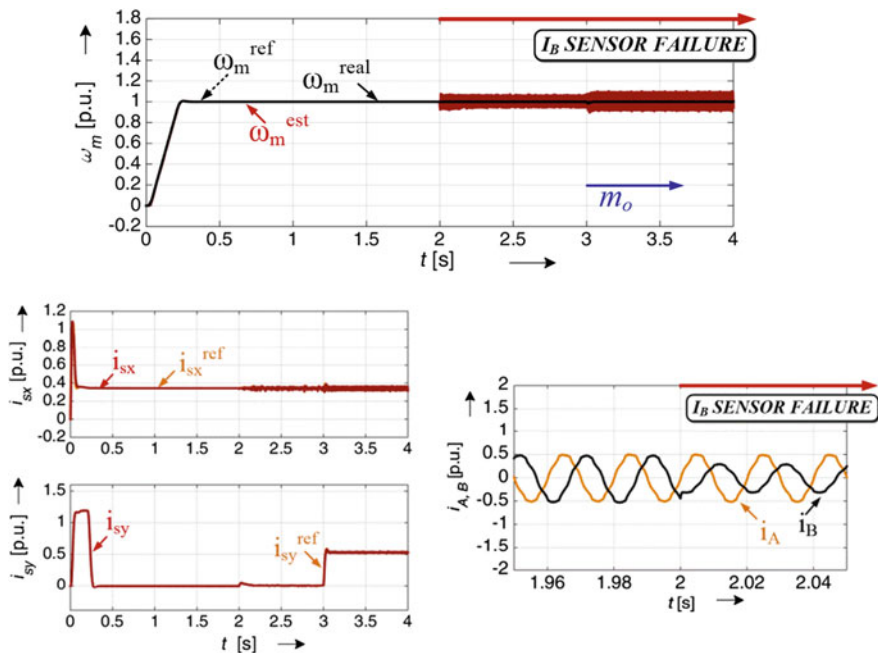 1.8
1.6
1.4
1.2
1
0.8
0.6
0.4
0.2
0
-0.2
ω_m [p.u.]
ω_m^ref
ω_m^real
ω_m^est
I_B SENSOR FAILURE
m_o
0 0.5 1 1.5 2 2.5 3 3.5 4
t [s]
1.2
0.8
0.4
0
-0.2
i_sx [p.u.]
i_sx
i_sx^ref
0 0.5 1 1.5 2 2.5 3 3.5 4
1.5
1
0.5
0
i_sy [p.u.]
i_sy
i_sy^ref
0 0.5 1 1.5 2 2.5 3 3.5 4
t [s]
I_B SENSOR FAILURE
2
1.5
1
0.5
0
-0.5
-1
-1.5
-2
i_A,B [p.u.]
i_A
i_B
1.96 1.98 2 2.02 2.04
t [s]